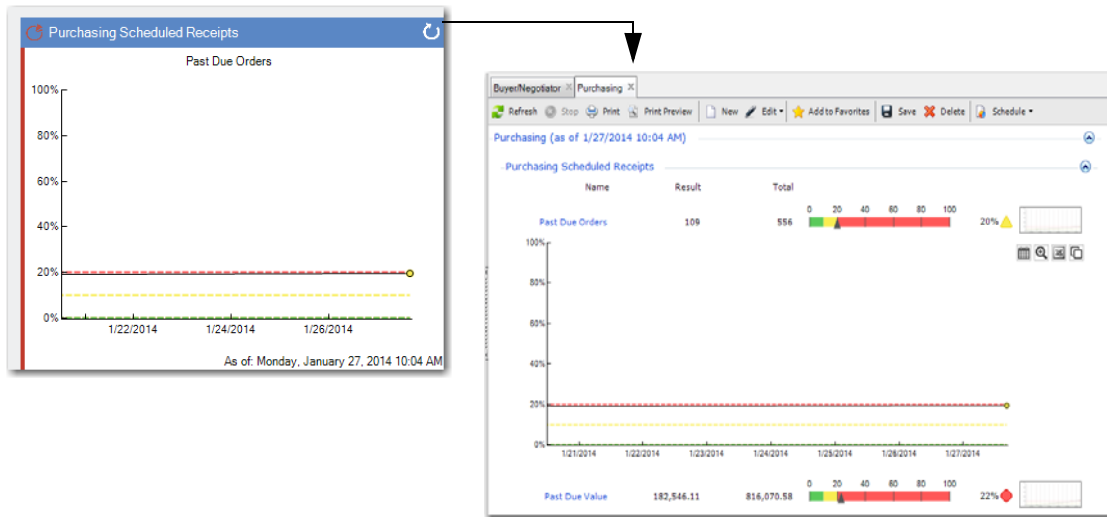 Purchasing Scheduled Receipts
Past Due Orders
100%
80%
60%
40%
20%
0%
1/22/2014 1/24/2014 1/26/2014
As of: Monday, January 27, 2014 10:04 AM
Buyer/Negotiator Purchasing
Refresh Stop Print Print Preview New Edit Add to Favorites Save Delete Schedule
Purchasing (as of 1/27/2014 10:04 AM)
Purchasing Scheduled Receipts
Name Result Total
0 20 40 60 80 100
Past Due Orders 109 556 20%
100%
80%
60%
40%
20%
0%
1/21/2014 1/22/2014 1/23/2014 1/24/2014 1/25/2014 1/26/2014 1/27/2014
0 20 40 60 80 100
Past Due Value 182,546.11 816,070.58 22%